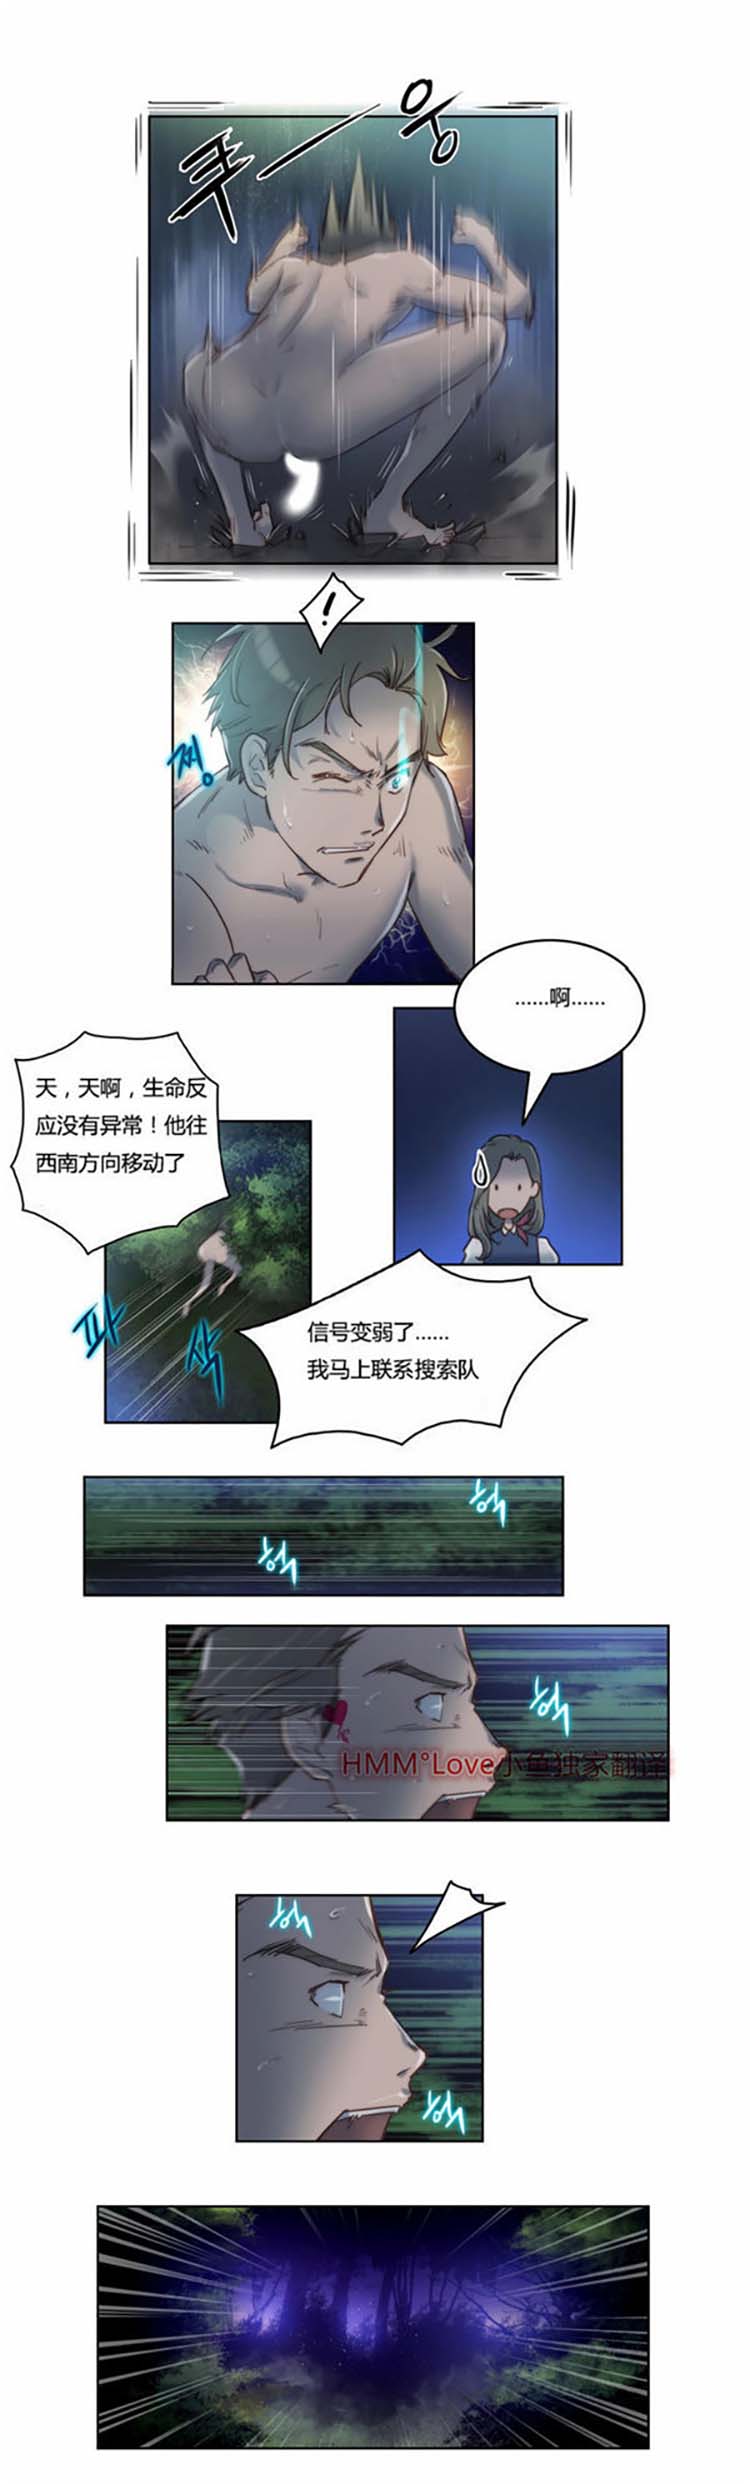 쿠
웅
!
찌
......啊......
天，天啊，生命反
应没有异常！他往
西南方向移动了
파
삭
信号变弱了......
我马上联系搜索队
헉
헉
헉
HMM°Love小鱼独家翻译
헉
헉